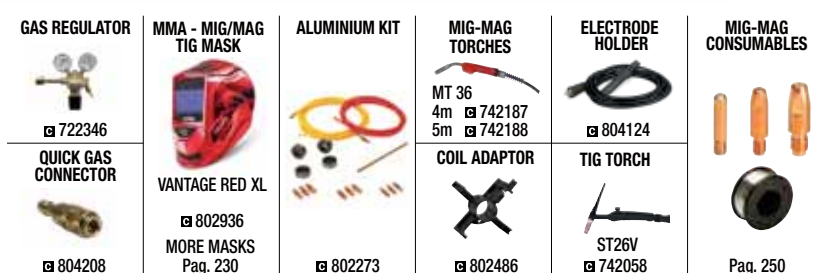 GAS REGULATOR
C 722346
QUICK GAS
CONNECTOR
C 804208
MMA - MIG/MAG
TIG MASK
VANTAGE RED XL
C 802936
MORE MASKS
Pag. 230
ALUMINIUM KIT
C 802273
MIG-MAG
TORCHES
MT 36
4m C 742187
5m C 742188
COIL ADAPTOR
C 802486
ELECTRODE
HOLDER
C 804124
TIG TORCH
ST26V
C 742058
MIG-MAG
CONSUMABLES
Pag. 250